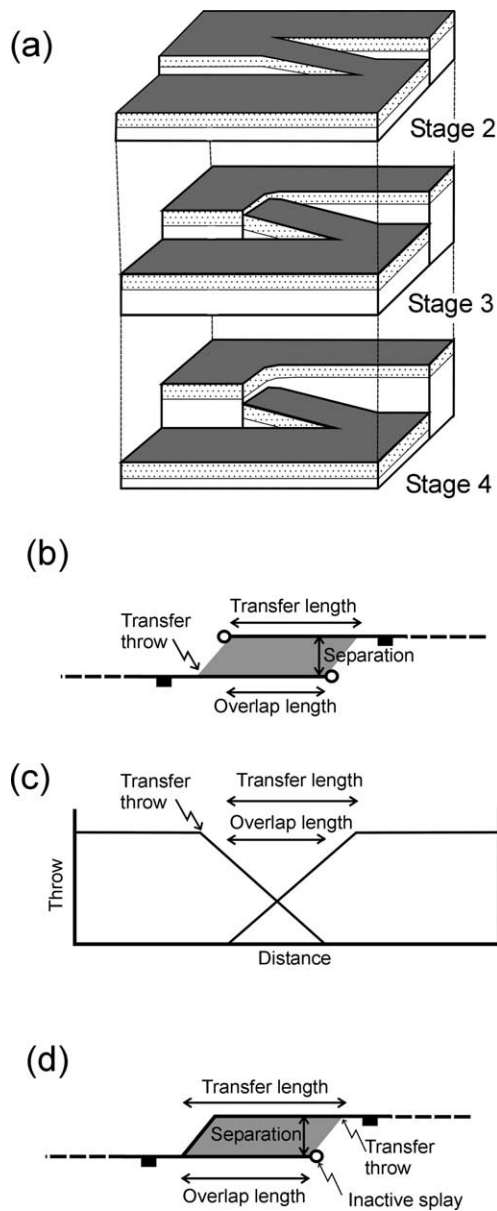 (a)
Stage 2
Stage 3
Stage 4
(b)
Transfer
throw
Transfer length
Separation
Overlap length
(c)
Transfer
throw
Transfer length
Overlap length
Throw
Distance
(d)
Transfer length
Separation
Transfer
throw
Overlap length
Inactive splay